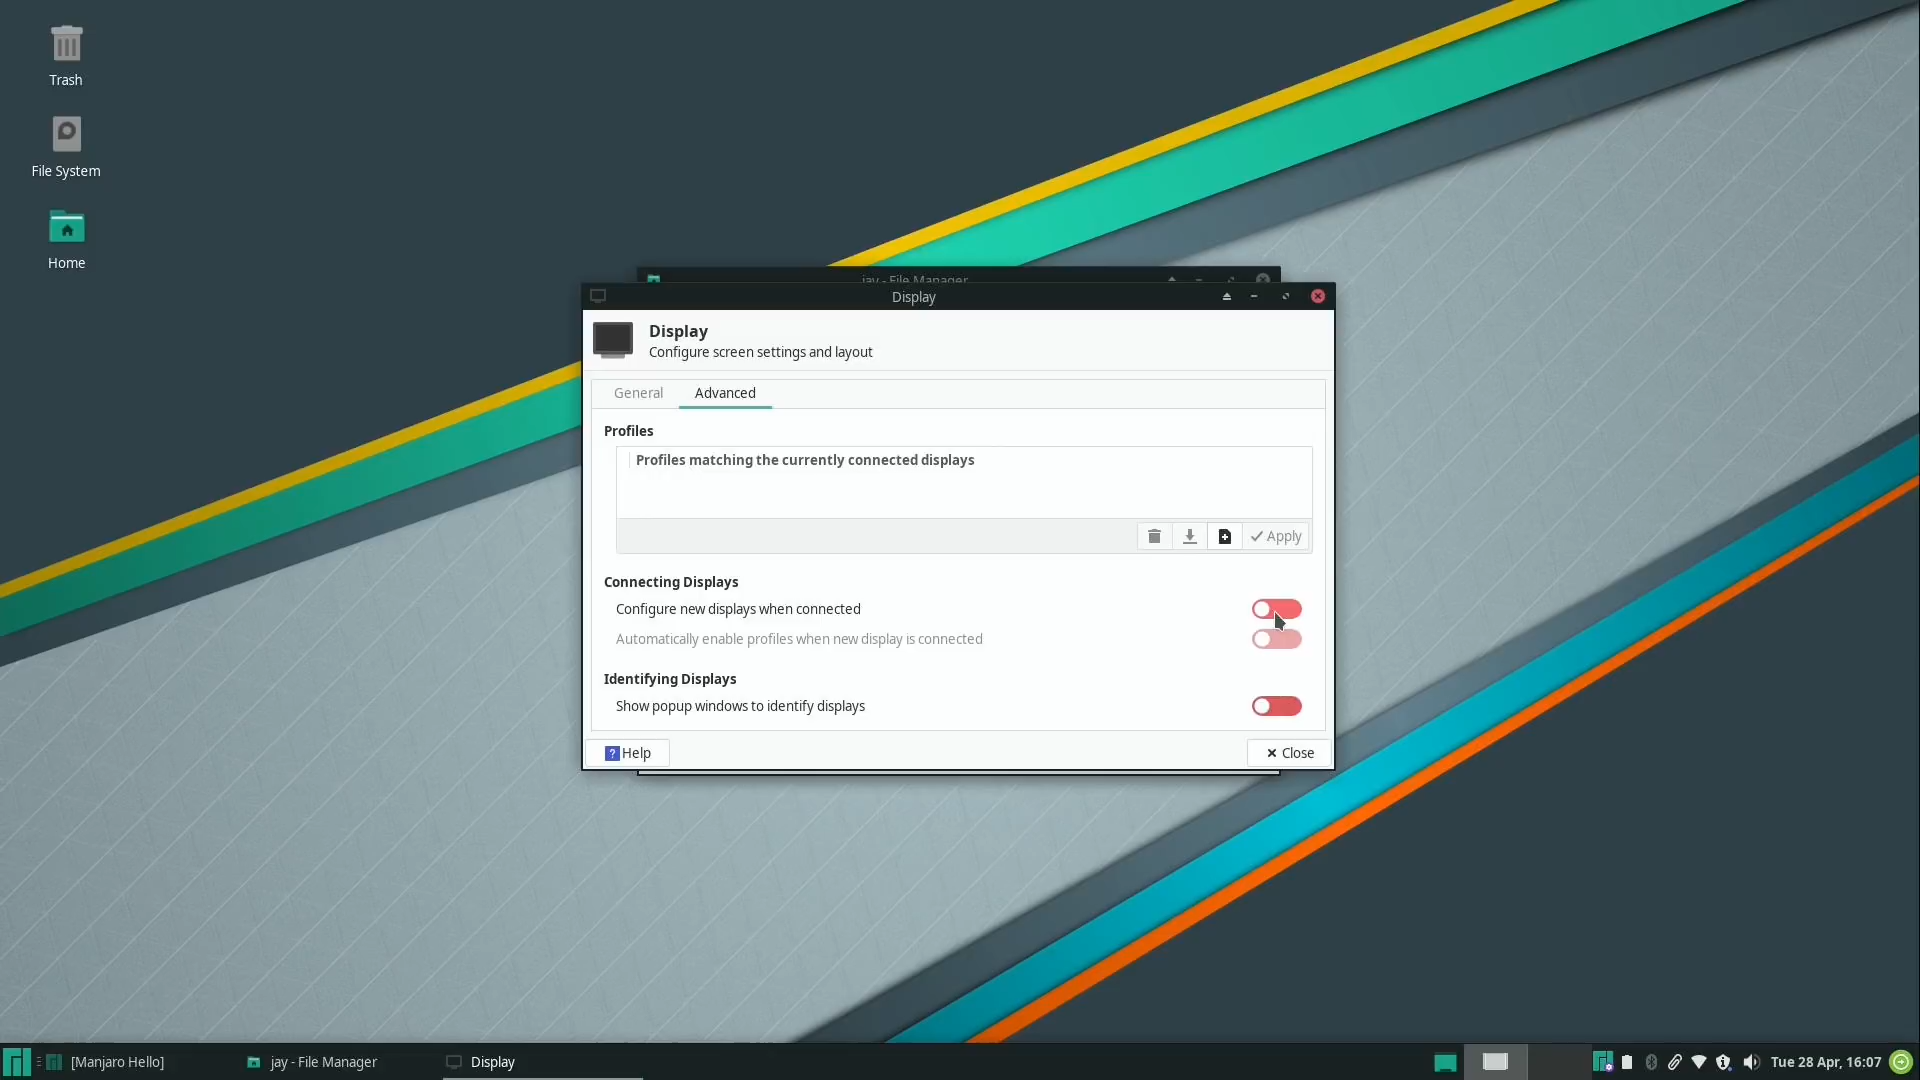 Trash
File System
Home
jay - File Manager
Display
Display
Configure screen settings and layout
General
Advanced
Profiles
Profiles matching the currently connected displays
Apply
Connecting Displays
Configure new displays when connected
Automatically enable profiles when new display is connected
Identifying Displays
Show popup windows to identify displays
? Help
Close
[Manjaro Hello]
jay - File Manager
Display
Tue 28 Apr, 16:07